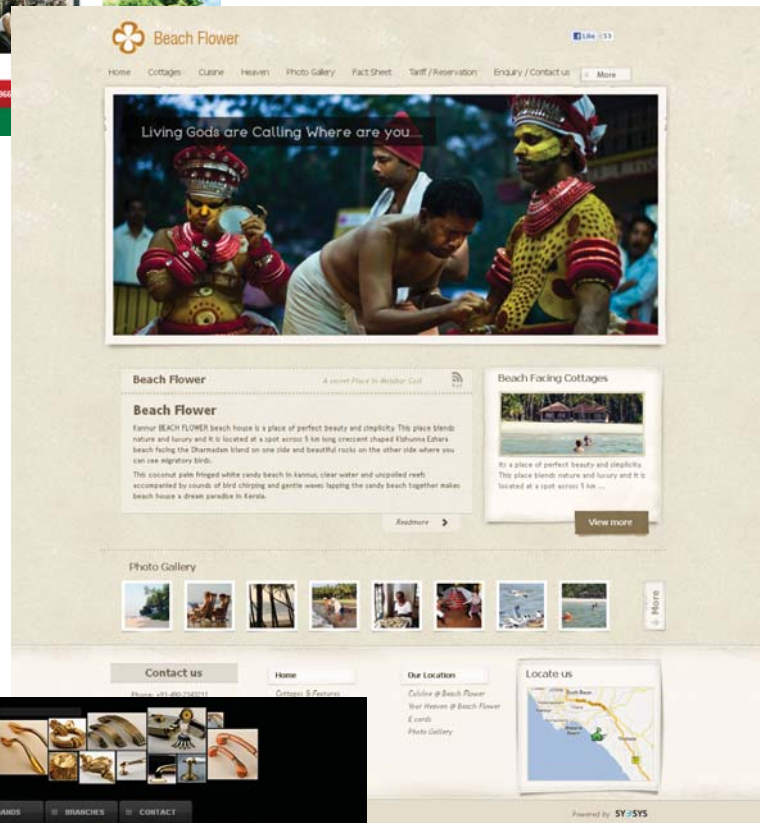 Beach Flower
Like 53
Home Cottages Cuisine Heaven Photo Gallery Fact Sheet Tariff / Reservation Enquiry / Contact us More
Living Gods are Calling Where are you....
Beach Flower
A secret Place In Malabar Cost
Beach Facing Cottages
Beach Flower
Kannur BEACH FLOWER beach house is a place of perfect beauty and simplicity. This place blends
nature and luxury and it is located at a spot across 5 km long crescent shaped Kizhunna Ezhara
beach facing the Dharmadam Island on one side and beautiful rocks on the other side where you
can see migratory birds.
This coconut palm fringed white sandy beach in kannur, clear water and unspoiled reefs
accompanied by sounds of bird chirping and gentle waves lapping the sandy beach together makes
beach house a dream paradise in Kerala.
Readmore
Its a place of perfect beauty and simplicity.
This place blends nature and luxury and it is
located at a spot across 5 km ...
View more
Photo Gallery
More
Contact us
Home
Cottages & Features
Our Location
Cuisine @ Beach Flower
Your Heaven @ Beach Flower
E cards
Photo Gallery
Locate us
BRANCHES
CONTACT
Powered by